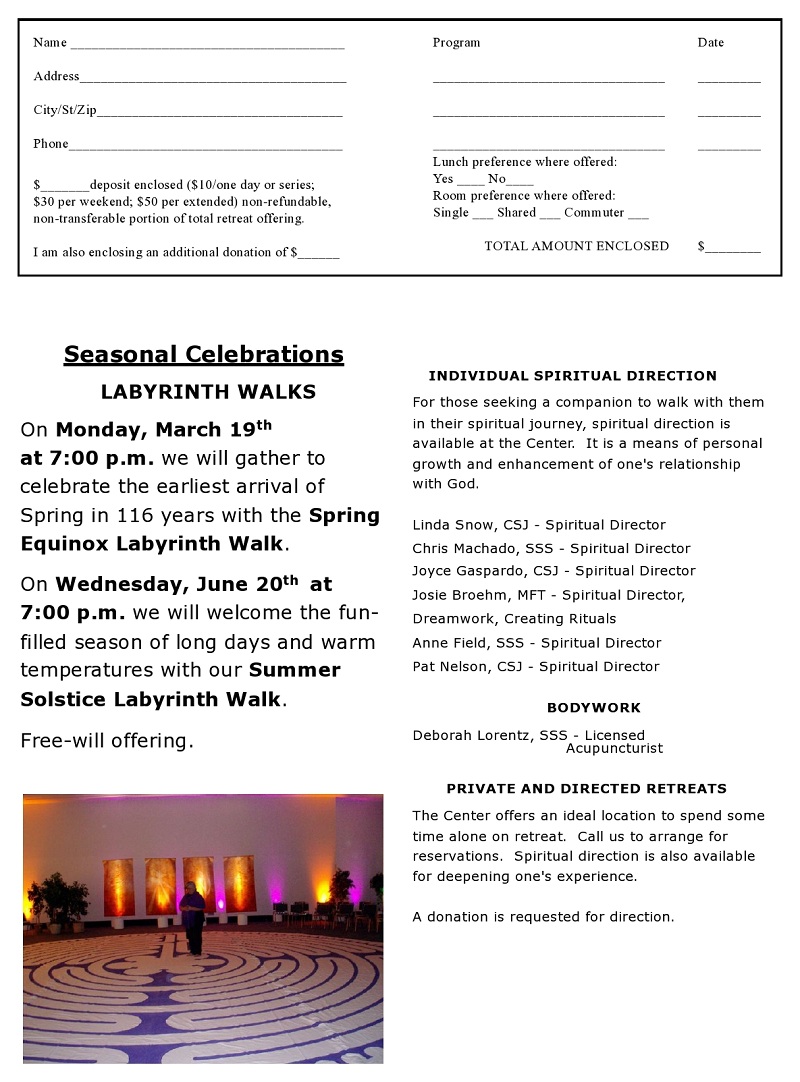 Name ______________________________________
Address_____________________________________
City/St/Zip__________________________________
Phone______________________________________
$_______deposit enclosed ($10/one day or series;
$30 per weekend; $50 per extended) non-refundable,
non-transferable portion of total retreat offering.
I am also enclosing an additional donation of $______
Program Date
________________________________ _________
________________________________ _________
________________________________ _________
Lunch preference where offered:
Yes ____ No____
Room preference where offered:
Single ___ Shared ___ Commuter ___
TOTAL AMOUNT ENCLOSED $________
Seasonal Celebrations
LABYRINTH WALKS
On Monday, March 19th
at 7:00 p.m. we will gather to
celebrate the earliest arrival of
Spring in 116 years with the Spring
Equinox Labyrinth Walk.
On Wednesday, June 20th at
7:00 p.m. we will welcome the fun-
filled season of long days and warm
temperatures with our Summer
Solstice Labyrinth Walk.
Free-will offering.
INDIVIDUAL SPIRITUAL DIRECTION
For those seeking a companion to walk with them
in their spiritual journey, spiritual direction is
available at the Center. It is a means of personal
growth and enhancement of one's relationship
with God.
Linda Snow, CSJ - Spiritual Director
Chris Machado, SSS - Spiritual Director
Joyce Gaspardo, CSJ - Spiritual Director
Josie Broehm, MFT - Spiritual Director,
Dreamwork, Creating Rituals
Anne Field, SSS - Spiritual Director
Pat Nelson, CSJ - Spiritual Director
BODYWORK
Deborah Lorentz, SSS - Licensed
Acupuncturist
PRIVATE AND DIRECTED RETREATS
The Center offers an ideal location to spend some
time alone on retreat. Call us to arrange for
reservations. Spiritual direction is also available
for deepening one's experience.
A donation is requested for direction.